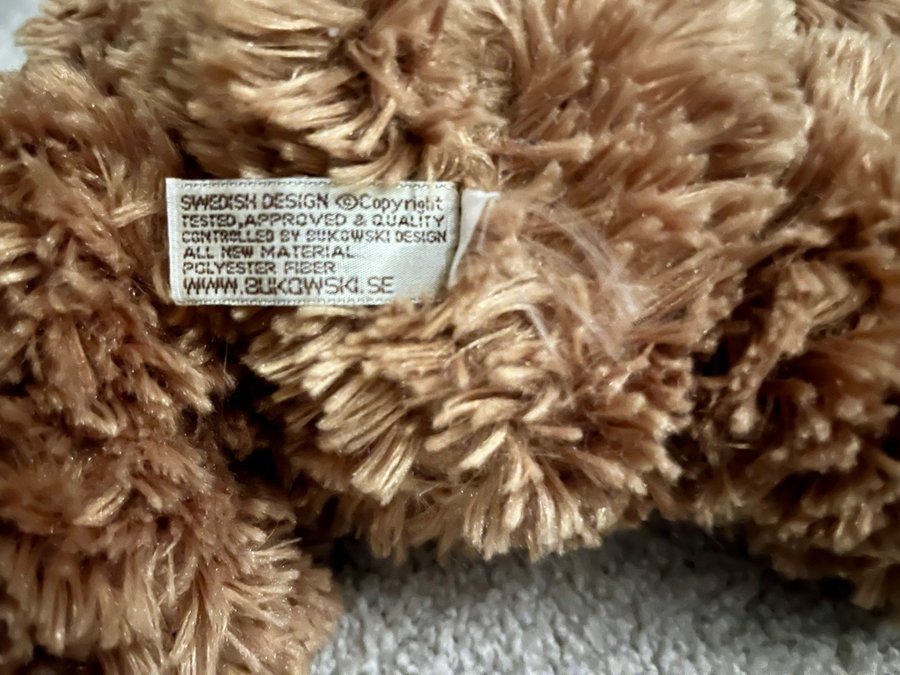 SWEDISH DESIGN ©Copyright
TESTED,APPROVED & QUALITY
CONTROLLED BY BUKOWSKI DESIGN
ALL NEW MATERIAL
POLYESTER FIBER
WWW.BUKOWSKI.SE